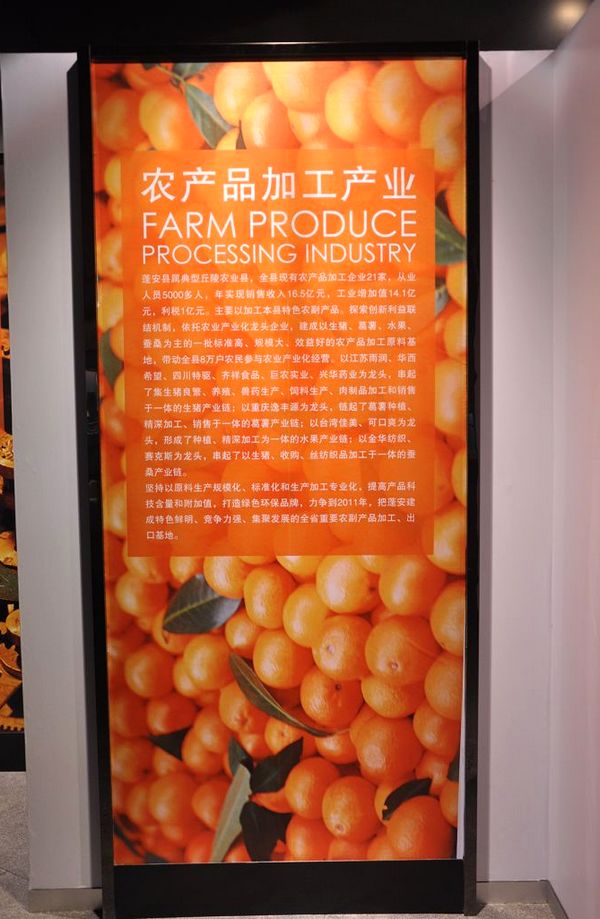 农产品加工产业
FARM PRODUCE
PROCESSING INDUSTRY
蓬安县属典型丘陵农业县，全县现有农产品加工企业21家，从业
人员5000多人，年实现销售收入16.5亿元，工业增加值14.1亿
元，利税1亿元。主要以加工本县特色农副产品。探索创新利益联
结机制，依托农业产业化龙头企业，建成以生猪、葛薯、水果、
蚕桑为主的一批标准高、规模大、效益好的农产品加工原料基
地，带动全县8万户农民参与农业产业化经营。以江苏雨润、华西
希望、四川特驱、齐祥食品、巨农实业、兴华药业为龙头，串起
了集生猪良繁、养殖、兽药生产、饲料生产、肉制品加工和销售
于一体的生猪产业链；以重庆逸丰源为龙头，链起了葛薯种植、
精深加工、销售于一体的葛薯产业链；以台湾佳美、可口爽为龙
头，形成了种植、精深加工为一体的水果产业链；以金华纺织、
赛克斯为龙头，串起了以生猪、收购、丝纺织品加工于一体的蚕
桑产业链。
坚持以原料生产规模化、标准化和生产加工专业化，提高产品科
技含量和附加值，打造绿色环保品牌，力争到2011年，把蓬安建
成特色鲜明、竞争力强、集聚发展的全省重要农副产品加工、出
口基地。